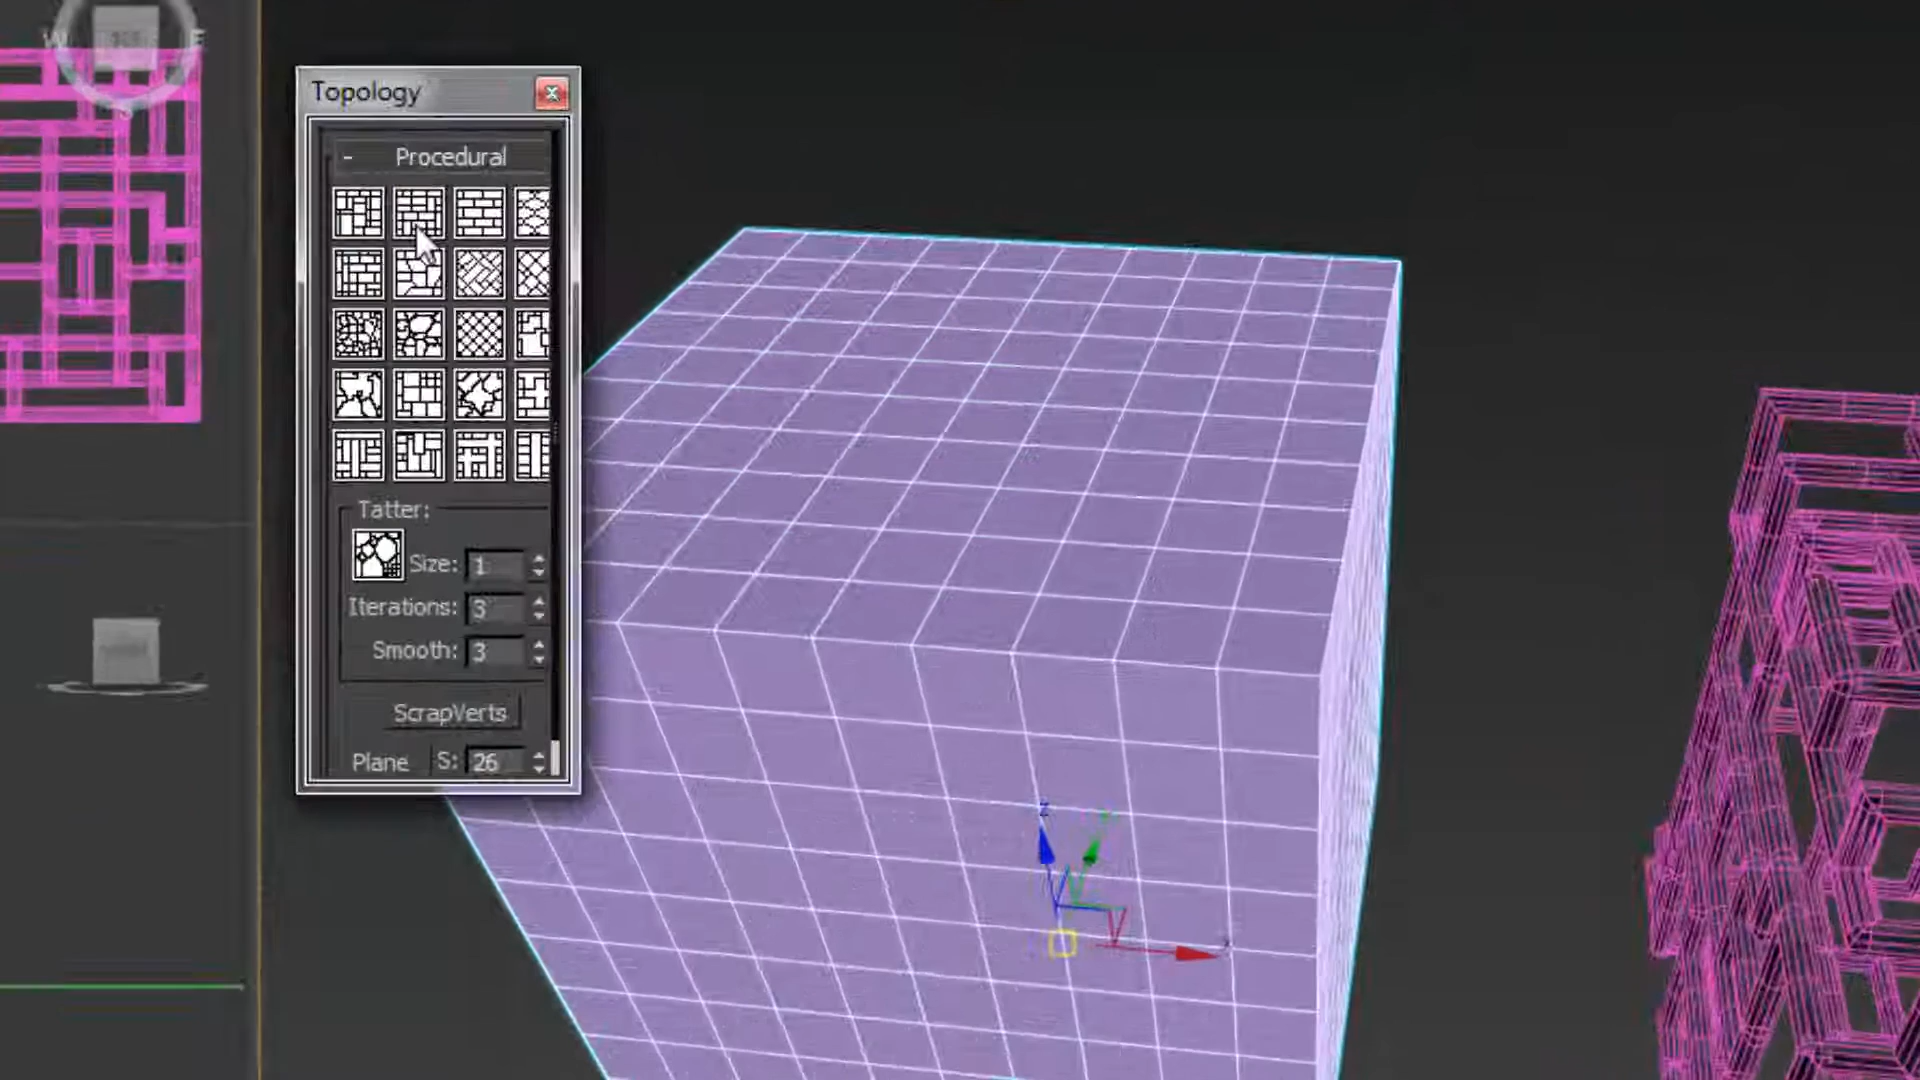 W
E
S
Topology
x
- Procedural
Tatter:
Size: 1
Iterations: 3
Smooth: 3
ScrapVerts
Plane S: 26
z